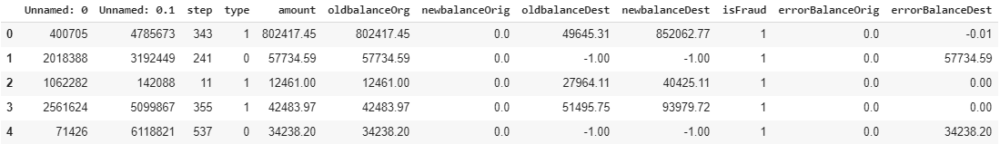 Unnamed: 0 Unnamed: 0.1 step type amount oldbalanceOrg newbalanceOrig oldbalanceDest newbalanceDest isFraud errorBalanceOrig errorBalanceDest
0 400705 4785673 343 1 802417.45 802417.45 0.0 49645.31 852062.77 1 0.0 -0.01
1 2018388 3192449 241 0 57734.59 57734.59 0.0 -1.00 -1.00 1 0.0 57734.59
2 1062282 142088 11 1 12461.00 12461.00 0.0 27964.11 40425.11 1 0.0 0.00
3 2561624 5099867 355 1 42483.97 42483.97 0.0 51495.75 93979.72 1 0.0 0.00
4 71426 6118821 537 0 34238.20 34238.20 0.0 -1.00 -1.00 1 0.0 34238.20